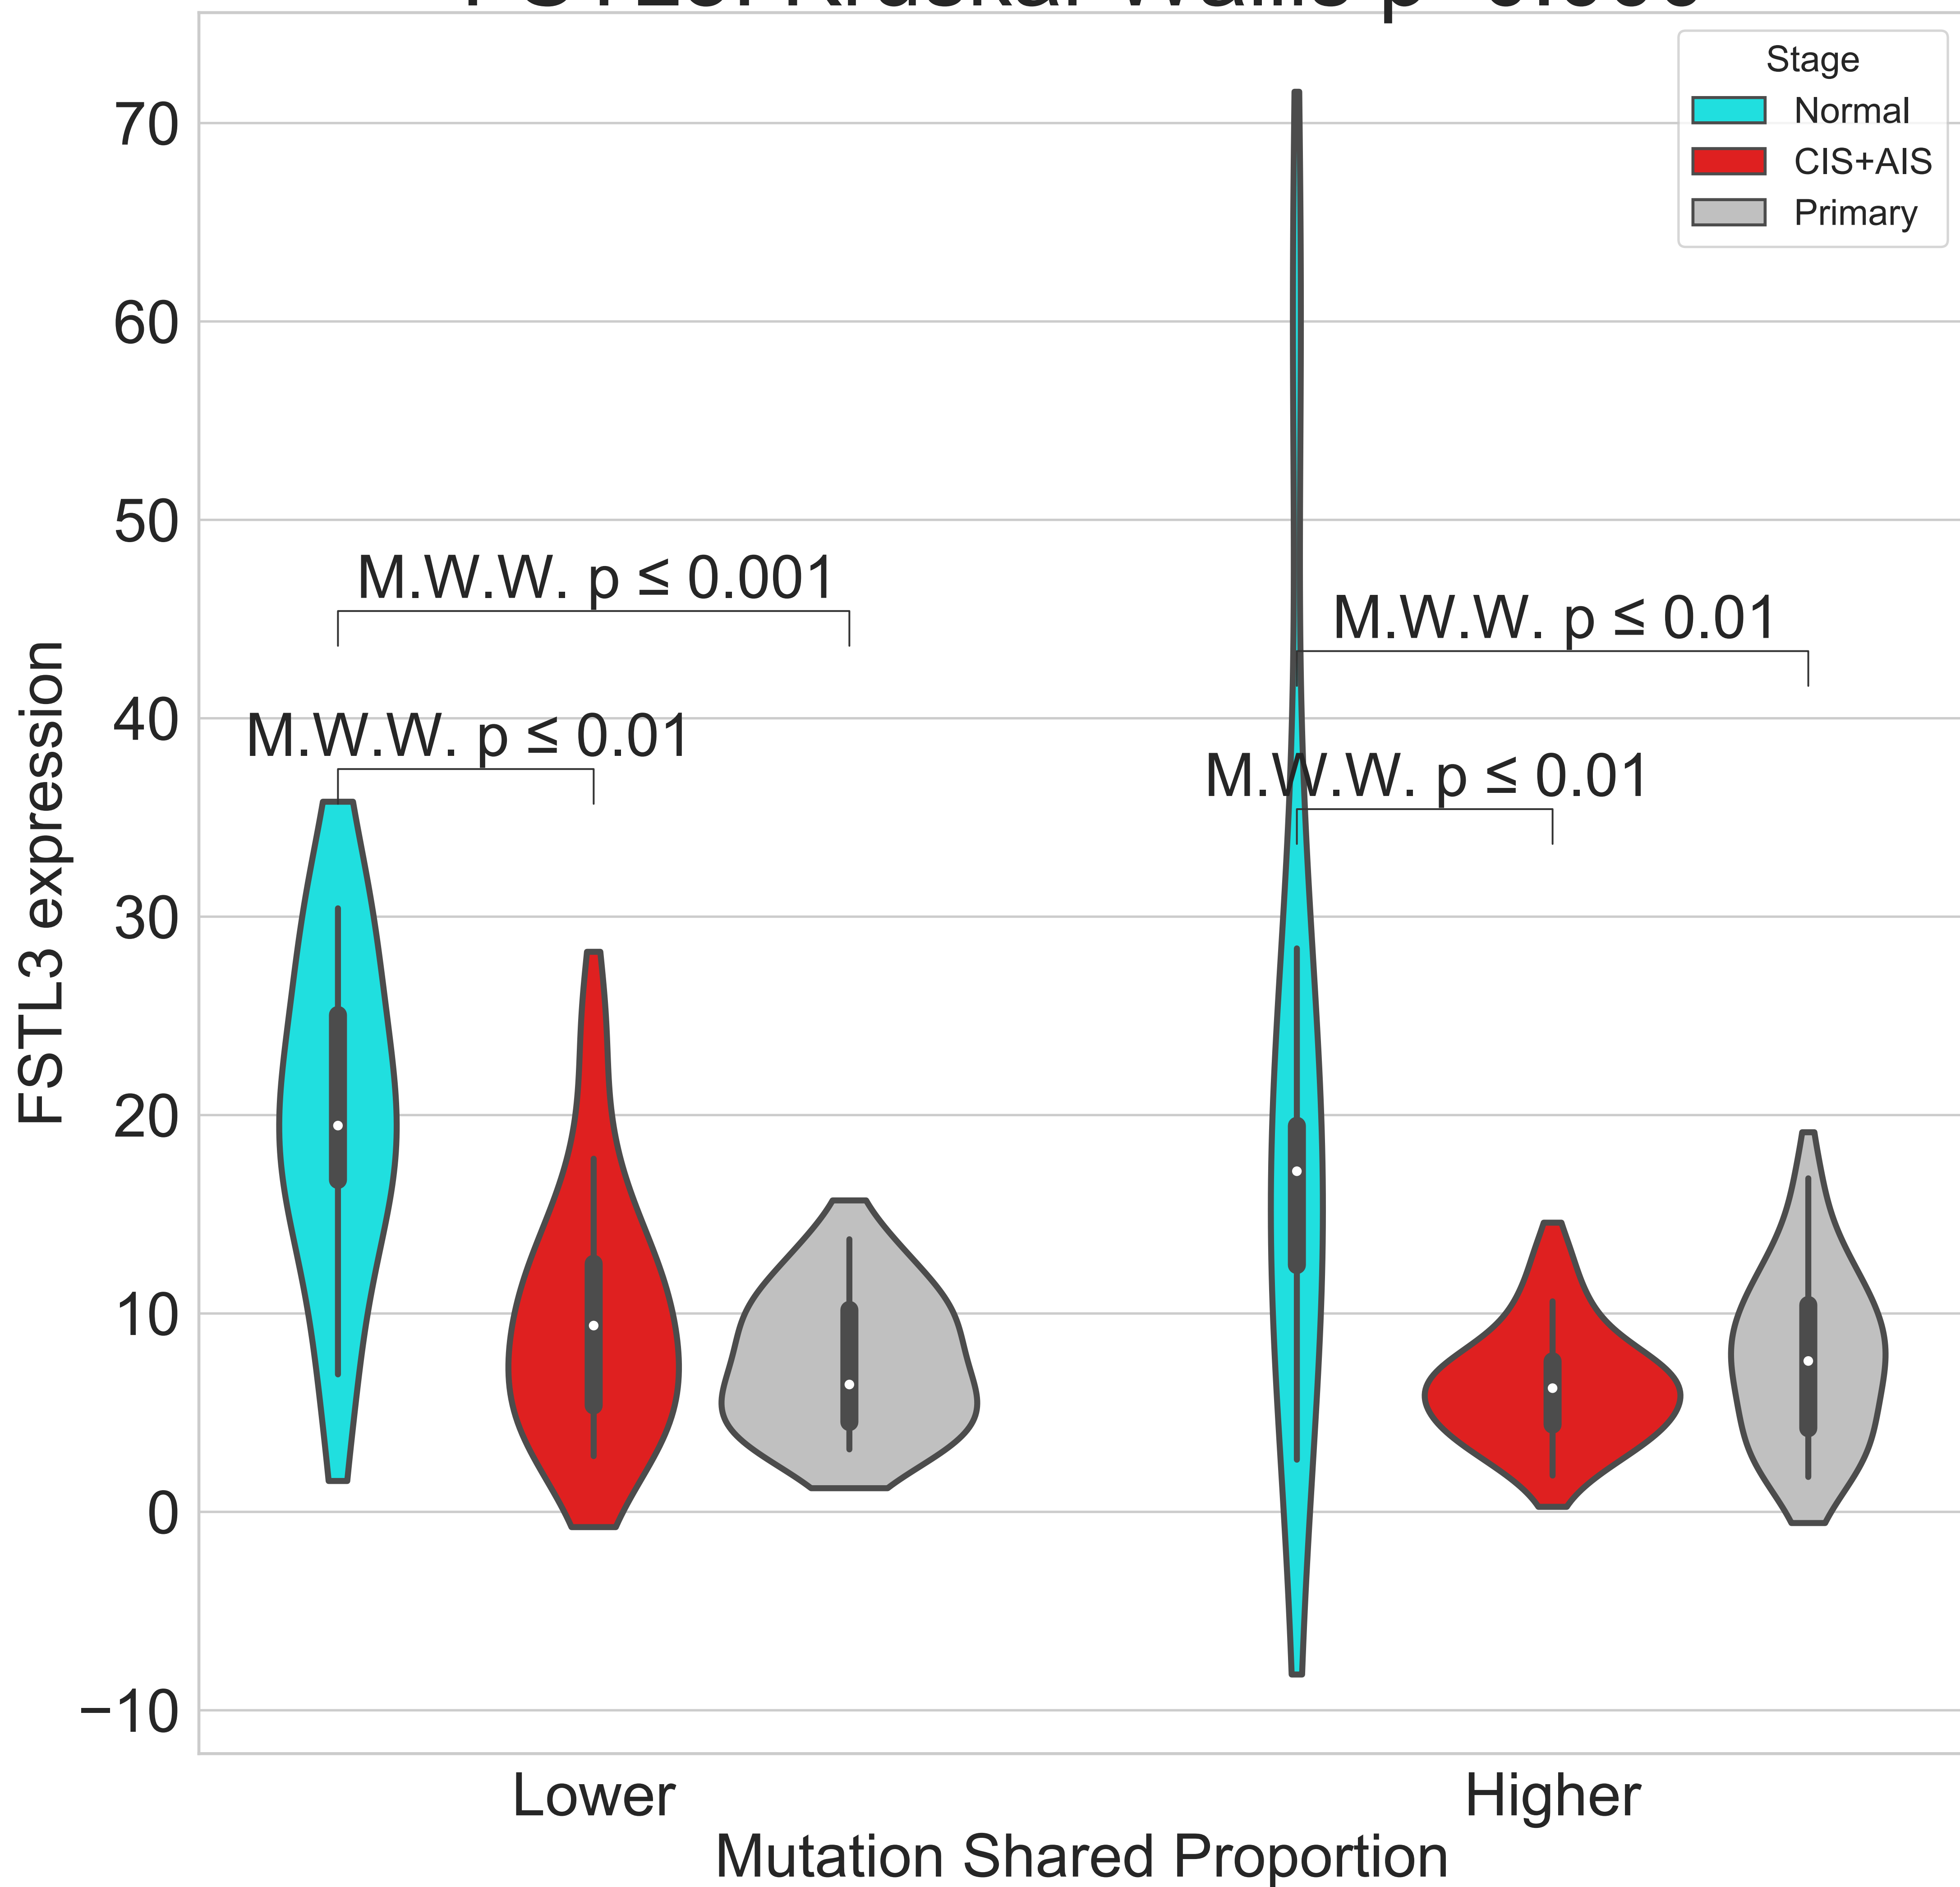 Stage
Normal
CIS+AIS
Primary
70
60
50
40
30
20
10
0
−10
FSTL3 expression
M.W.W. p ≤ 0.001
M.W.W. p ≤ 0.01
M.W.W. p ≤ 0.01
M.W.W. p ≤ 0.01
Lower
Higher
Mutation Shared Proportion